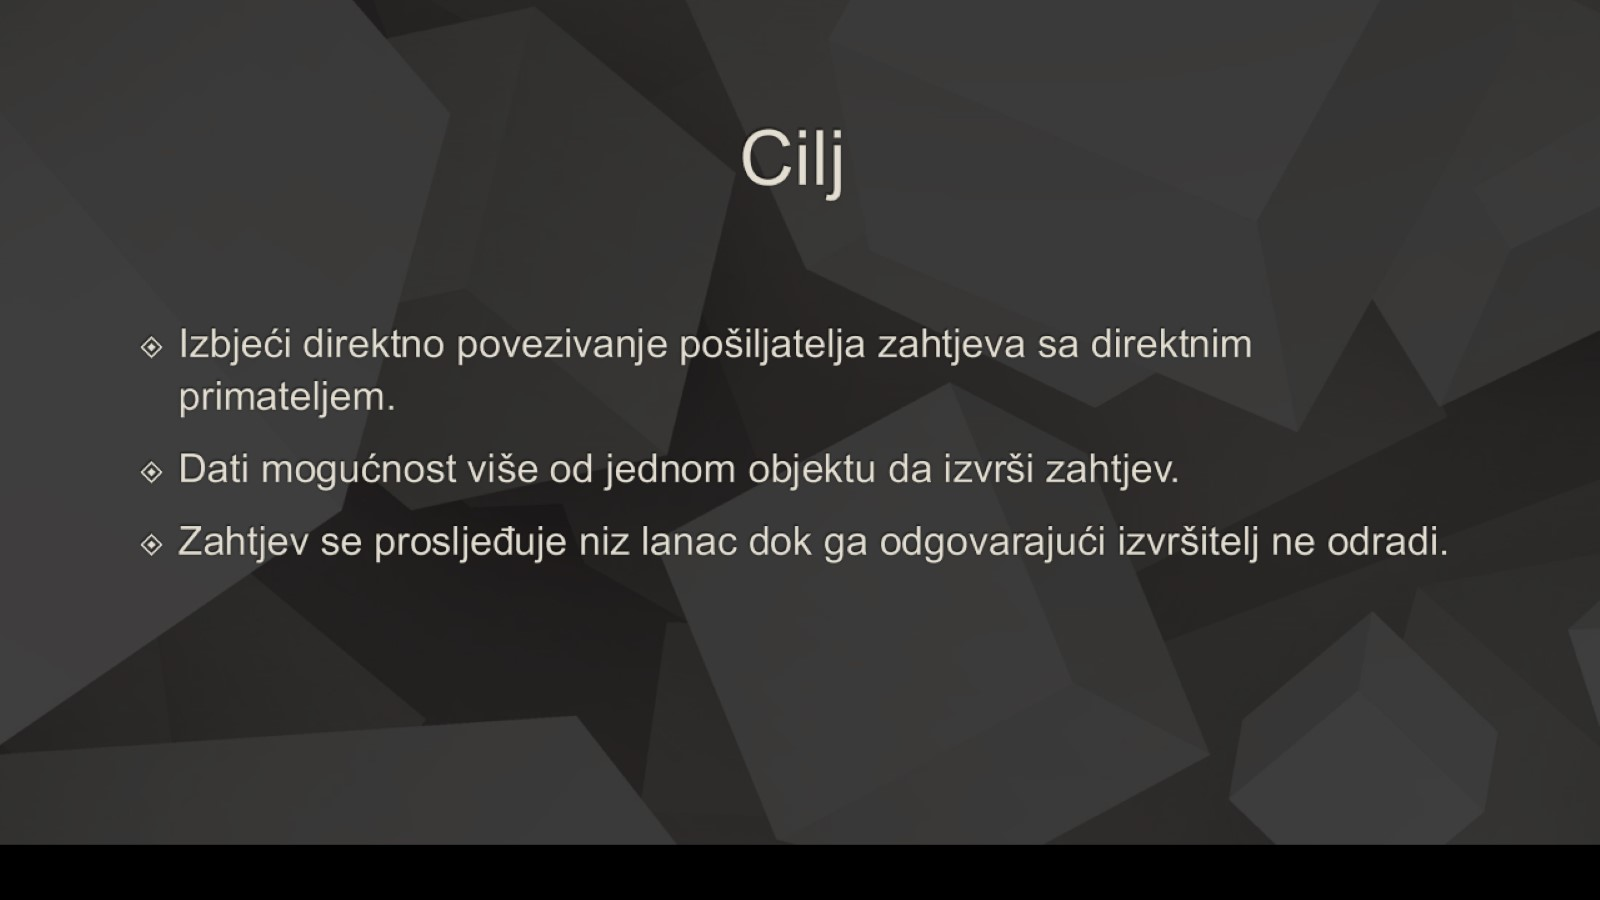 Cilj
Izbjeći direktno povezivanje pošiljatelja zahtjeva sa direktnim
primateljem.
Dati mogućnost više od jednom objektu da izvrši zahtjev.
Zahtjev se prosljeđuje niz lanac dok ga odgovarajući izvršitelj ne odradi.